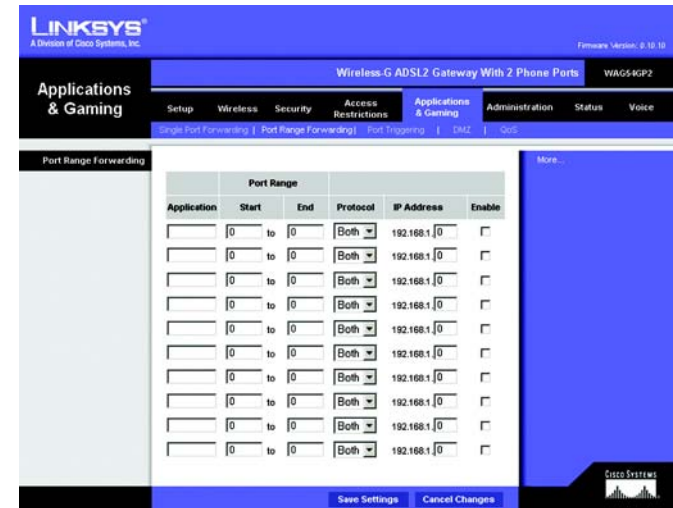 LINKSYS®
A Division of Cisco Systems, Inc.
Firmware Version: 0.10.10
Wireless-G ADSL2 Gateway With 2 Phone Ports WAG54GP2
Applications & Gaming
Setup Wireless Security Access Restrictions Applications & Gaming Administration Status Voice
Single Port Forwarding | Port Range Forwarding | Port Triggering | DMZ | QoS
Port Range Forwarding
More...
Port Range
Application Start End Protocol IP Address Enable
0 to 0 Both 192.168.1. 0
0 to 0 Both 192.168.1. 0
0 to 0 Both 192.168.1. 0
0 to 0 Both 192.168.1. 0
0 to 0 Both 192.168.1. 0
0 to 0 Both 192.168.1. 0
0 to 0 Both 192.168.1. 0
0 to 0 Both 192.168.1. 0
0 to 0 Both 192.168.1. 0
0 to 0 Both 192.168.1. 0
CISCO SYSTEMS
Save Settings Cancel Changes